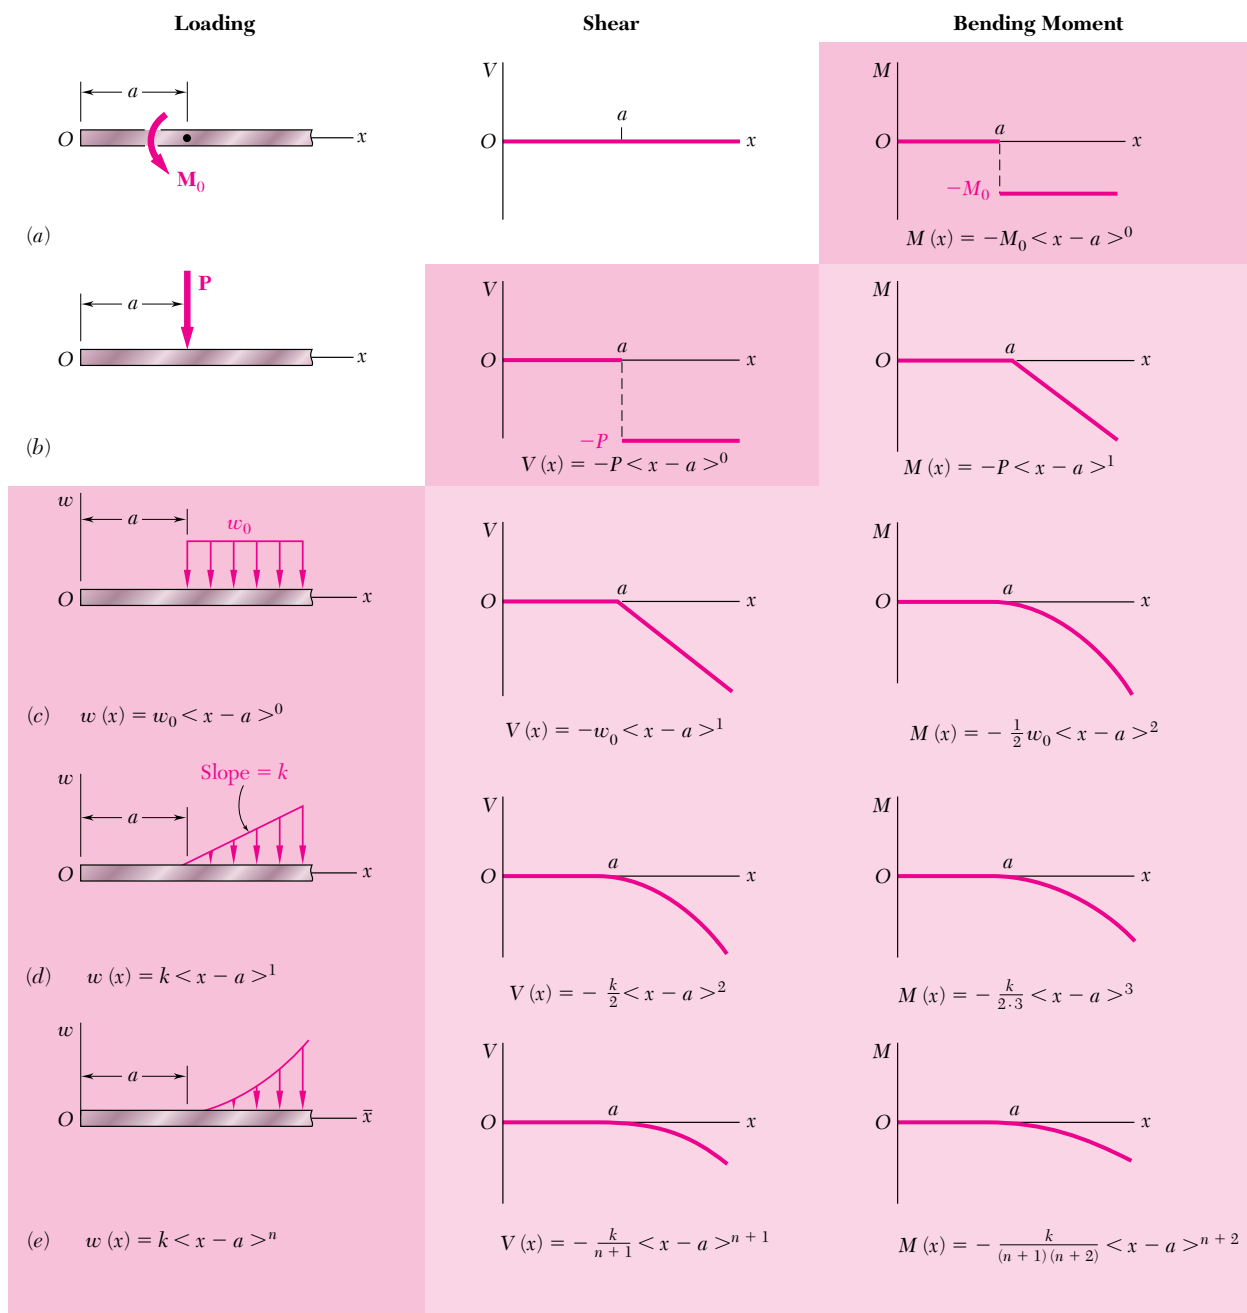 Loading Shear Bending Moment
a
O x
M₀
V
a
O x
M
a
O x
−M₀
M (x) = −M₀ < x − a >⁰
(a)
P
a
O x
V
a
O x
−P
V (x) = −P < x − a >⁰
M
a
O x
M (x) = −P < x − a >¹
(b)
w
a
w₀
O x
V
a
O x
M
a
O x
(c) w (x) = w₀ < x − a >⁰
V (x) = −w₀ < x − a >¹
M (x) = − 1/2 w₀ < x − a >²
w
Slope = k
a
O x
V
a
O x
M
a
O x
(d) w (x) = k < x − a >¹
V (x) = − k/2 < x − a >²
M (x) = − k/(2 · 3) < x − a >³
w
a
O x̄
V
a
O x
M
a
O x
(e) w (x) = k < x − a >ⁿ
V (x) = − k/(n + 1) < x − a >ⁿ ⁺ ¹
M (x) = − k/((n + 1) (n + 2)) < x − a >ⁿ ⁺ ²